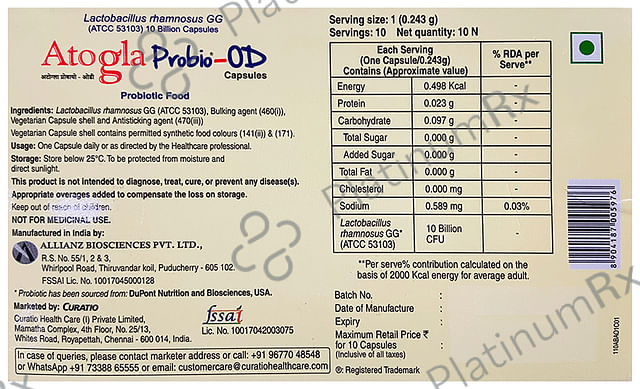 Lactobacillus rhamnosus GG
(ATCC 53103) 10 Billion Capsules
Atogla Probio-OD
अटोग्ला प्रोबायो - ओडी
Capsules
Probiotic Food
Ingredients: Lactobacillus rhamnosus GG (ATCC 53103), Bulking agent (460(i)),
Vegetarian Capsule and Antisticking agent (470(iii))
Vegetarian Capsule shell contains permitted synthetic food colours (141(ii) & (171).
Usage: One Capsule daily or as directed by the Healthcare professional.
Storage: Store below 25°C. To be protected from moisture and
direct sunlight.
This product is not intended to diagnose, treat, cure, or prevent any disease(s).
Appropriate overages added to compensate the loss on storage.
Keep out of reach of children.
NOT FOR MEDICINAL USE.
Manufactured in India by:
ALLIANZ BIOSCIENCES PVT. LTD.,
R.S. No. 55/1, 2 & 3,
Whirlpool Road, Thiruvandar koil, Puducherry - 605 102.
FSSAI Lic. No. 10017045000128
* Probiotic has been sourced from: DuPont Nutrition and Biosciences, USA.
Marketed by: CURATIO
Curatio Health Care (I) Private Limited,
Mamatha Complex, 4th Floor, No. 25/13,
Whites Road, Royapettah, Chennai - 600 014, India.
fssai
Lic. No. 10017042003075
In case of queries, please contact marketer address or call: +91 96770 48548
or WhatsApp +91 73388 65555 or email: customercare@curatiohealthcare.com
Serving size: 1 (0.243 g)
Servings: 10 Net quantity: 10 N
Each Serving
(One Capsule/0.243g)
Contains (Approximate value)
% RDA per
Serve**
Energy 0.498 Kcal -
Protein 0.023 g -
Carbohydrate 0.097 g -
Total Sugar 0.000 g -
Added Sugar 0.000 g -
Total Fat 0.000 g -
Cholesterol 0.000 mg -
Sodium 0.589 mg 0.03%
Lactobacillus
rhamnosus GG*
(ATCC 53103)
10 Billion
CFU
-
**Per serve% contribution calculated on the
basis of 2000 Kcal energy for average adult.
Batch No. :
Date of Manufacture :
Expiry :
Maximum Retail Price ₹
for 10 Capsules :
(Inclusive of all taxes)
®: Registered Trademark
8904187005976
110ABAO1C01
PlatinumRx
PlatinumRx
PlatinumRx